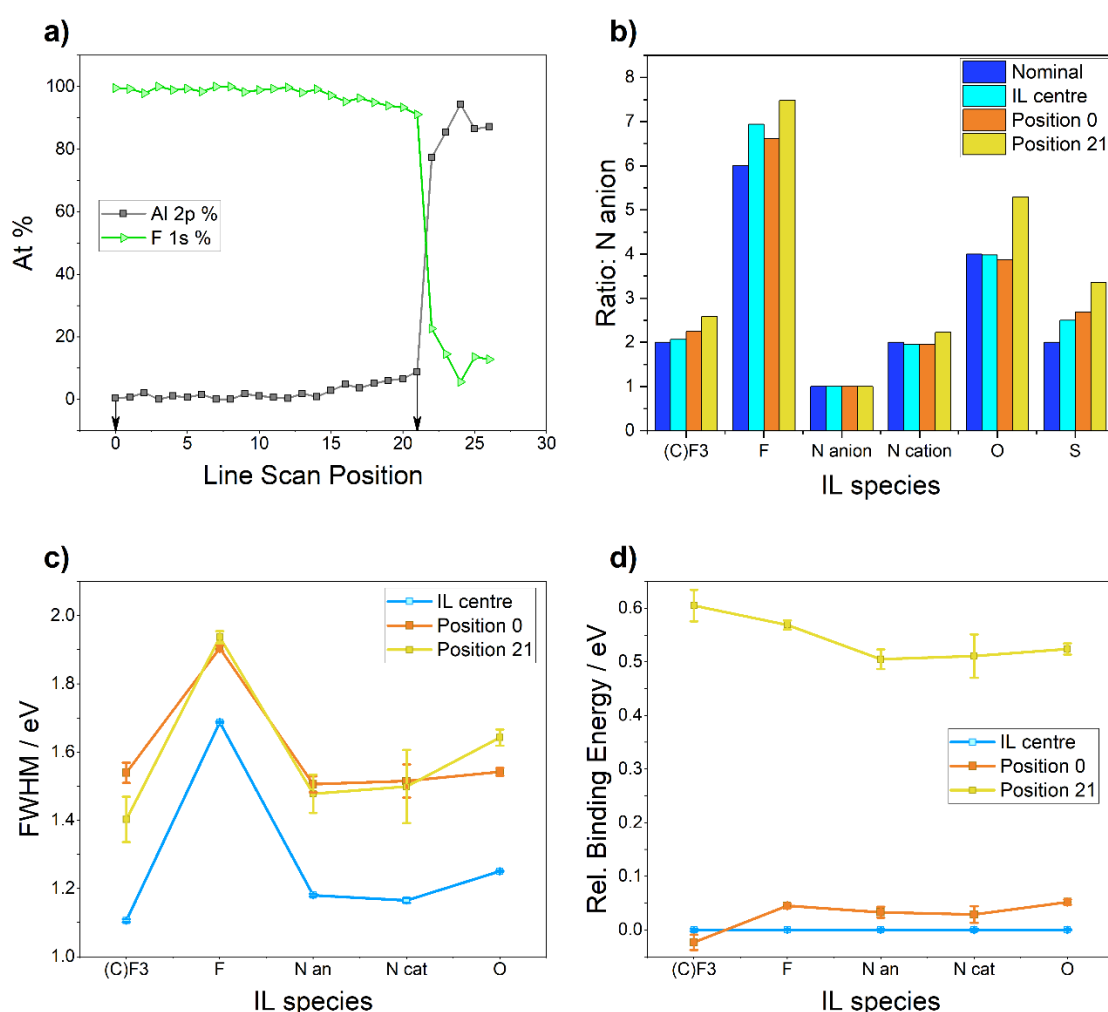 a)
100
80
60
40
20
0
At %
Al 2p %
F 1s %
0
5
10
15
20
25
30
Line Scan Position
b)
8
7
6
5
4
3
2
1
0
Ratio: N anion
Nominal
IL centre
Position 0
Position 21
(C)F3
F
N anion
N cation
O
S
IL species
c)
2.0
1.8
1.6
1.4
1.2
1.0
FWHM / eV
IL centre
Position 0
Position 21
(C)F3
F
N an
N cat
O
IL species
d)
0.6
0.5
0.4
0.3
0.2
0.1
0.0
Rel. Binding Energy / eV
IL centre
Position 0
Position 21
(C)F3
F
N an
N cat
O
IL species